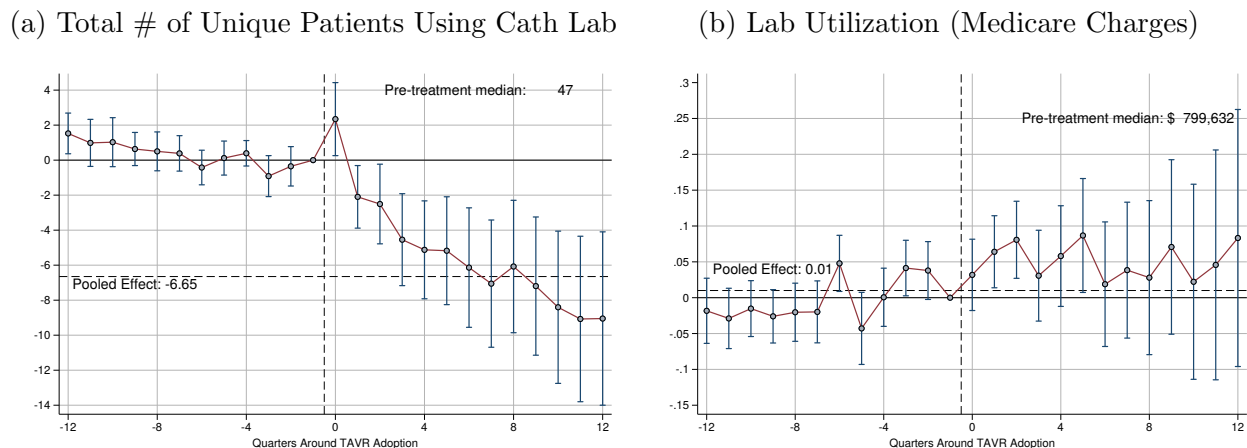 (a) Total # of Unique Patients Using Cath Lab
Pre-treatment median: 47
4
2
0
-2
-4
-6
-8
-10
-12
-14
Pooled Effect: -6.65
-12 -8 -4 0 4 8 12
Quarters Around TAVR Adoption
(b) Lab Utilization (Medicare Charges)
Pre-treatment median: $ 799,632
.3
.25
.2
.15
.1
.05
0
-.05
-.1
-.15
Pooled Effect: 0.01
-12 -8 -4 0 4 8 12
Quarters Around TAVR Adoption